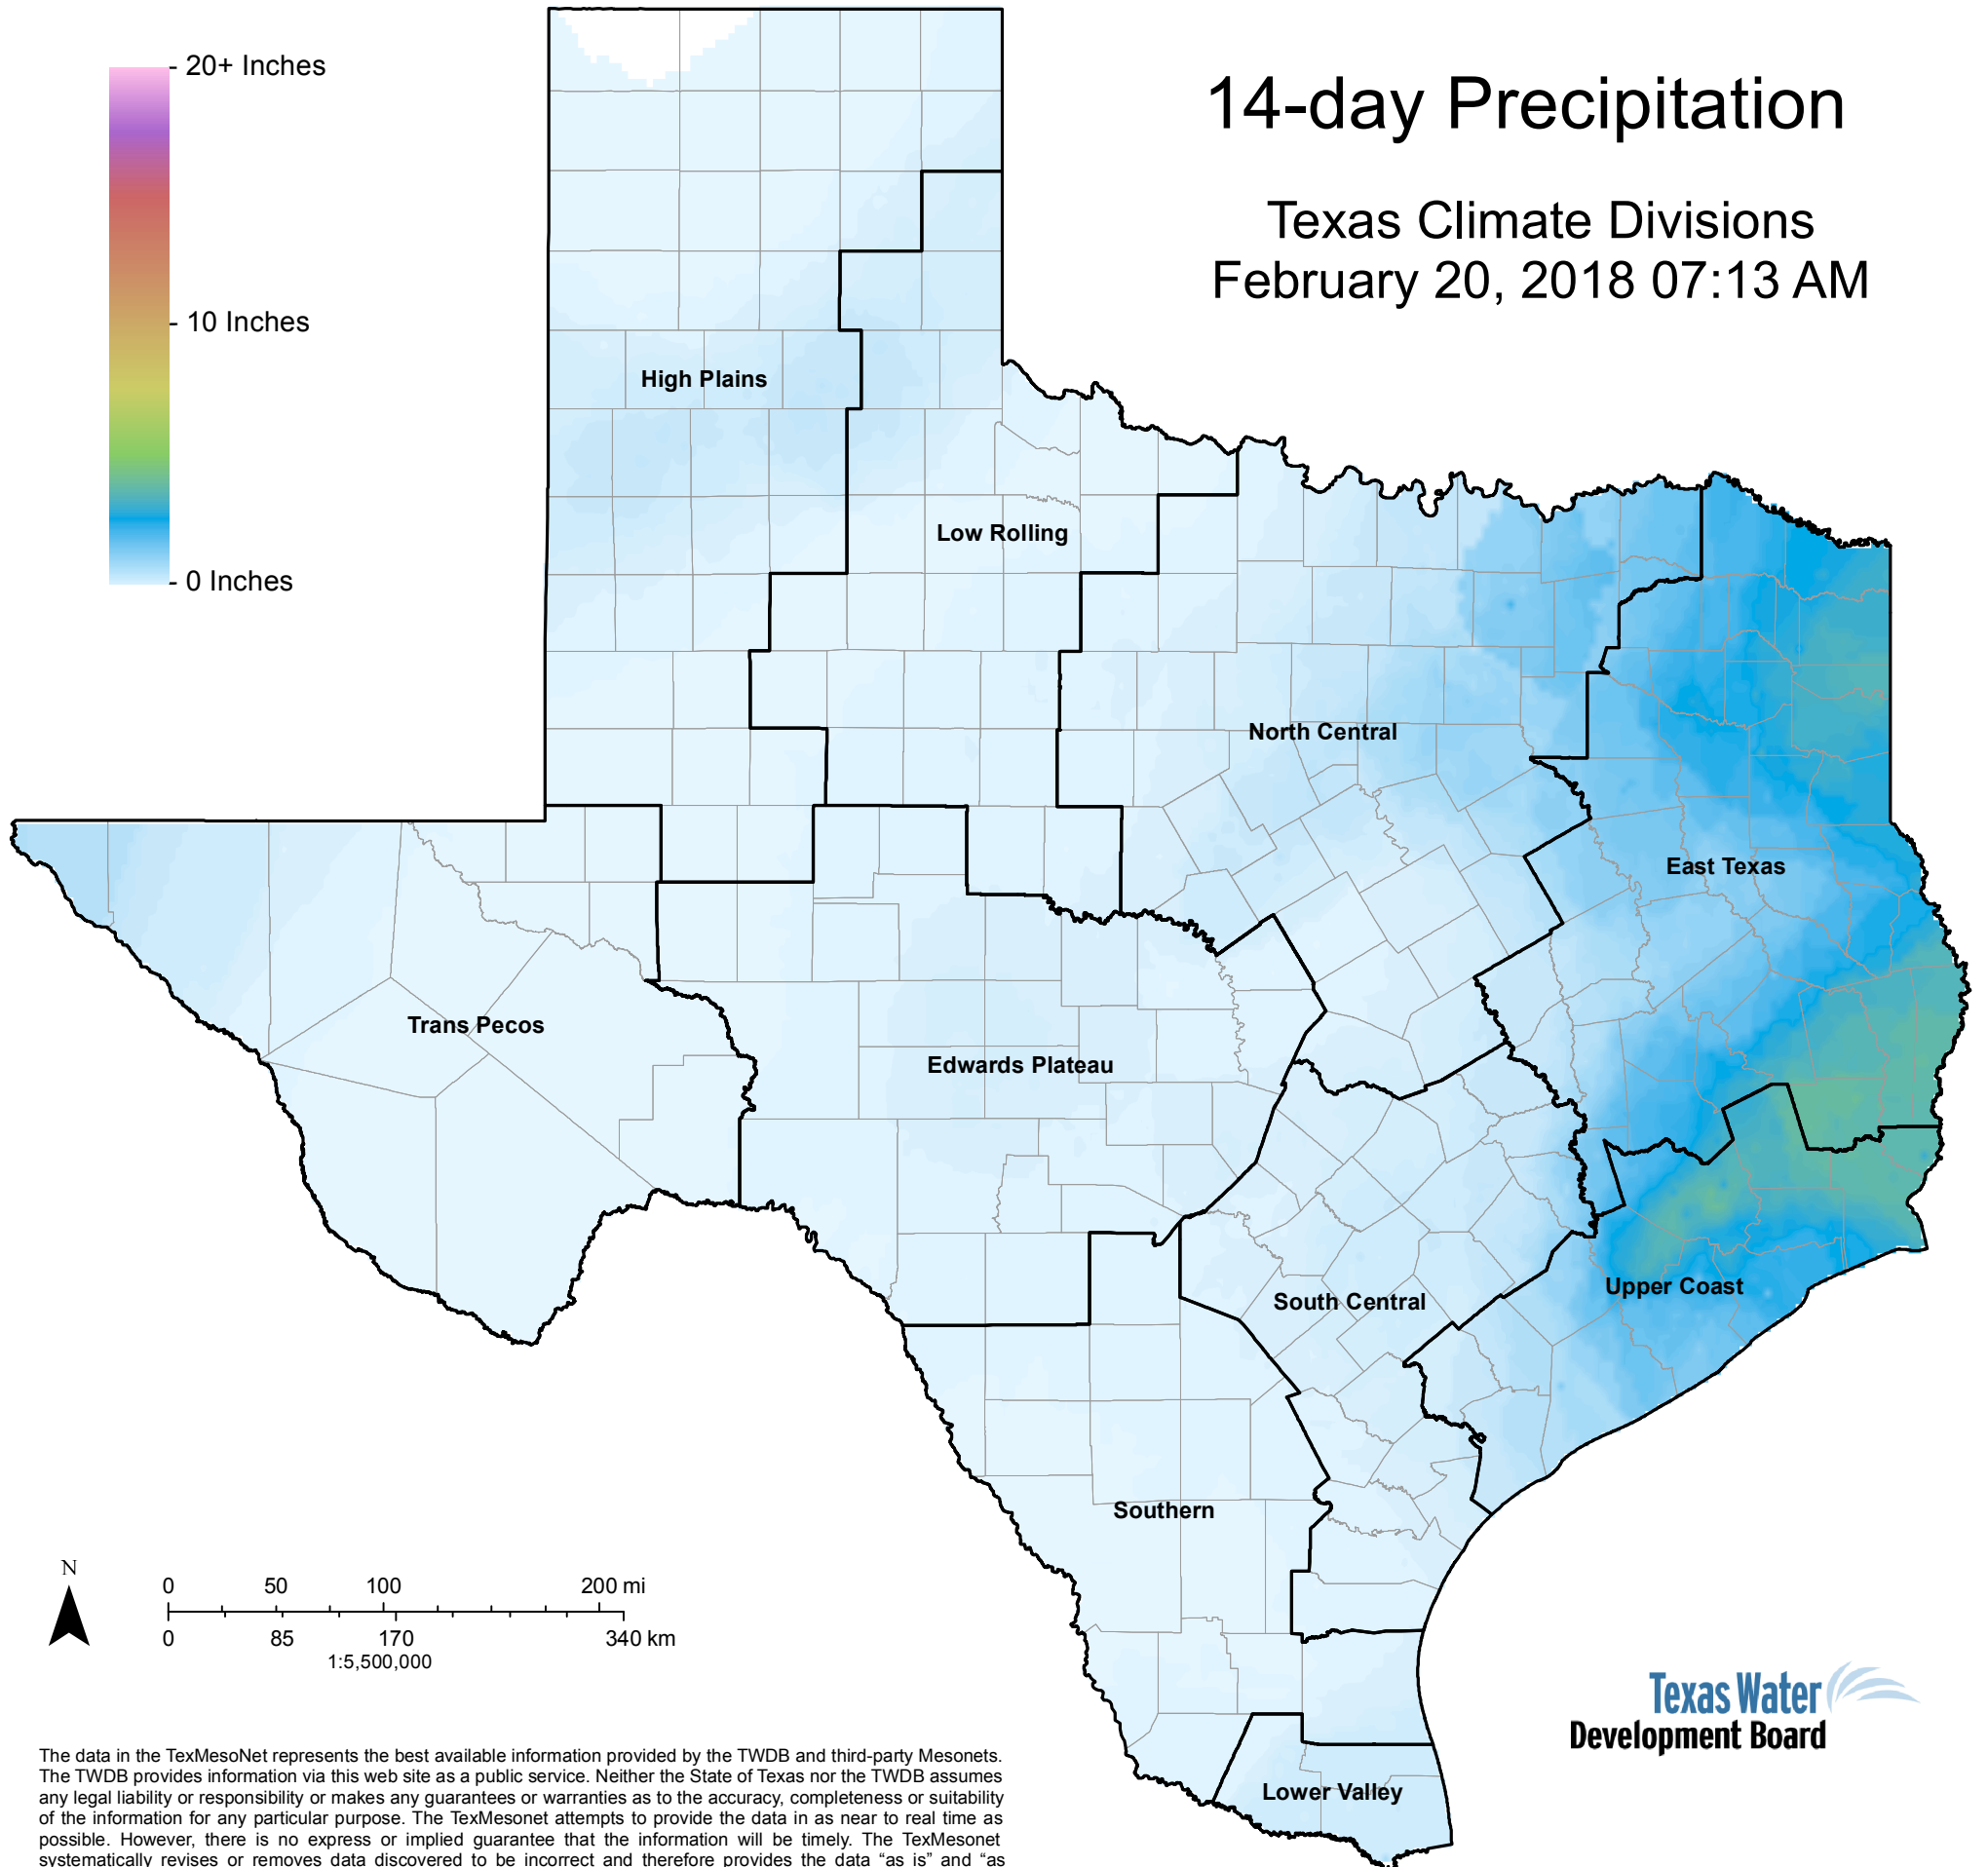 14-day Precipitation
Texas Climate Divisions
February 20, 2018 07:13 AM
20+ Inches
10 Inches
0 Inches
High Plains
Low Rolling
North Central
East Texas
Trans Pecos
Edwards Plateau
Upper Coast
South Central
Southern
Lower Valley
N
0 50 100 200 mi
0 85 170 340 km
1:5,500,000
Texas Water
Development Board
The data in the TexMesoNet represents the best available information provided by the TWDB and third-party Mesonets.
The TWDB provides information via this web site as a public service. Neither the State of Texas nor the TWDB assumes
any legal liability or responsibility or makes any guarantees or warranties as to the accuracy, completeness or suitability
of the information for any particular purpose. The TexMesonet attempts to provide the data in as near to real time as
possible. However, there is no express or implied guarantee that the information will be timely. The TexMesonet
systematically revises or removes data discovered to be incorrect and therefore provides the data “as is” and “as